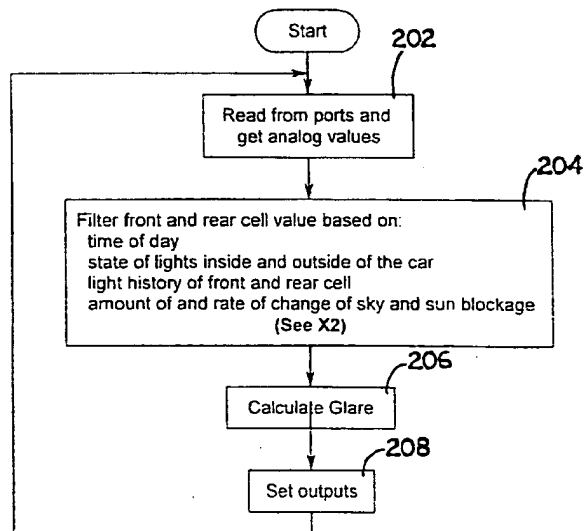 Start
202
Read from ports and
get analog values
204
Filter front and rear cell value based on:
time of day
state of lights inside and outside of the car
light history of front and rear cell
amount of and rate of change of sky and sun blockage
(See X2)
206
Calculate Glare
208
Set outputs